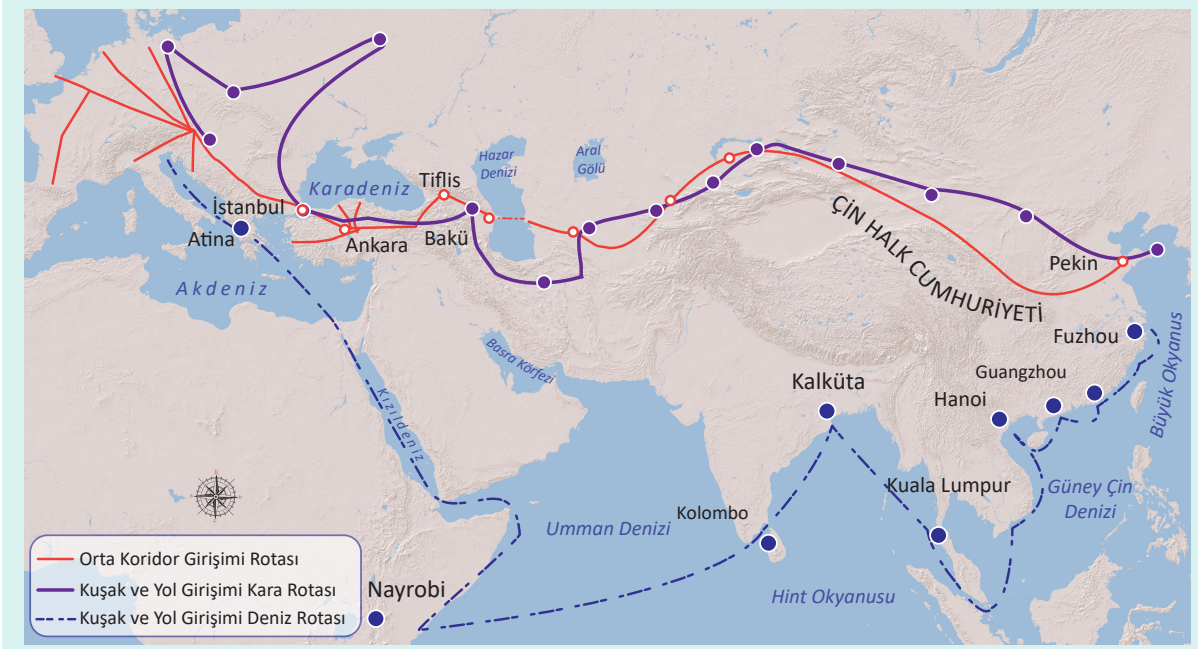 Hazar
Denizi
Aral
Gölü
Karadeniz
Tiflis
İstanbul
Atina
Ankara
Bakü
Akdeniz
ÇİN HALK CUMHURİYETİ
Pekin
Fuzhou
Büyük Okyanus
Basra Körfezi
Kızıldeniz
Kalküta
Guangzhou
Hanoi
Kuala Lumpur
Güney Çin
Denizi
Kolombo
Umman Denizi
Hint Okyanusu
Nayrobi
Orta Koridor Girişimi Rotası
Kuşak ve Yol Girişimi Kara Rotası
Kuşak ve Yol Girişimi Deniz Rotası